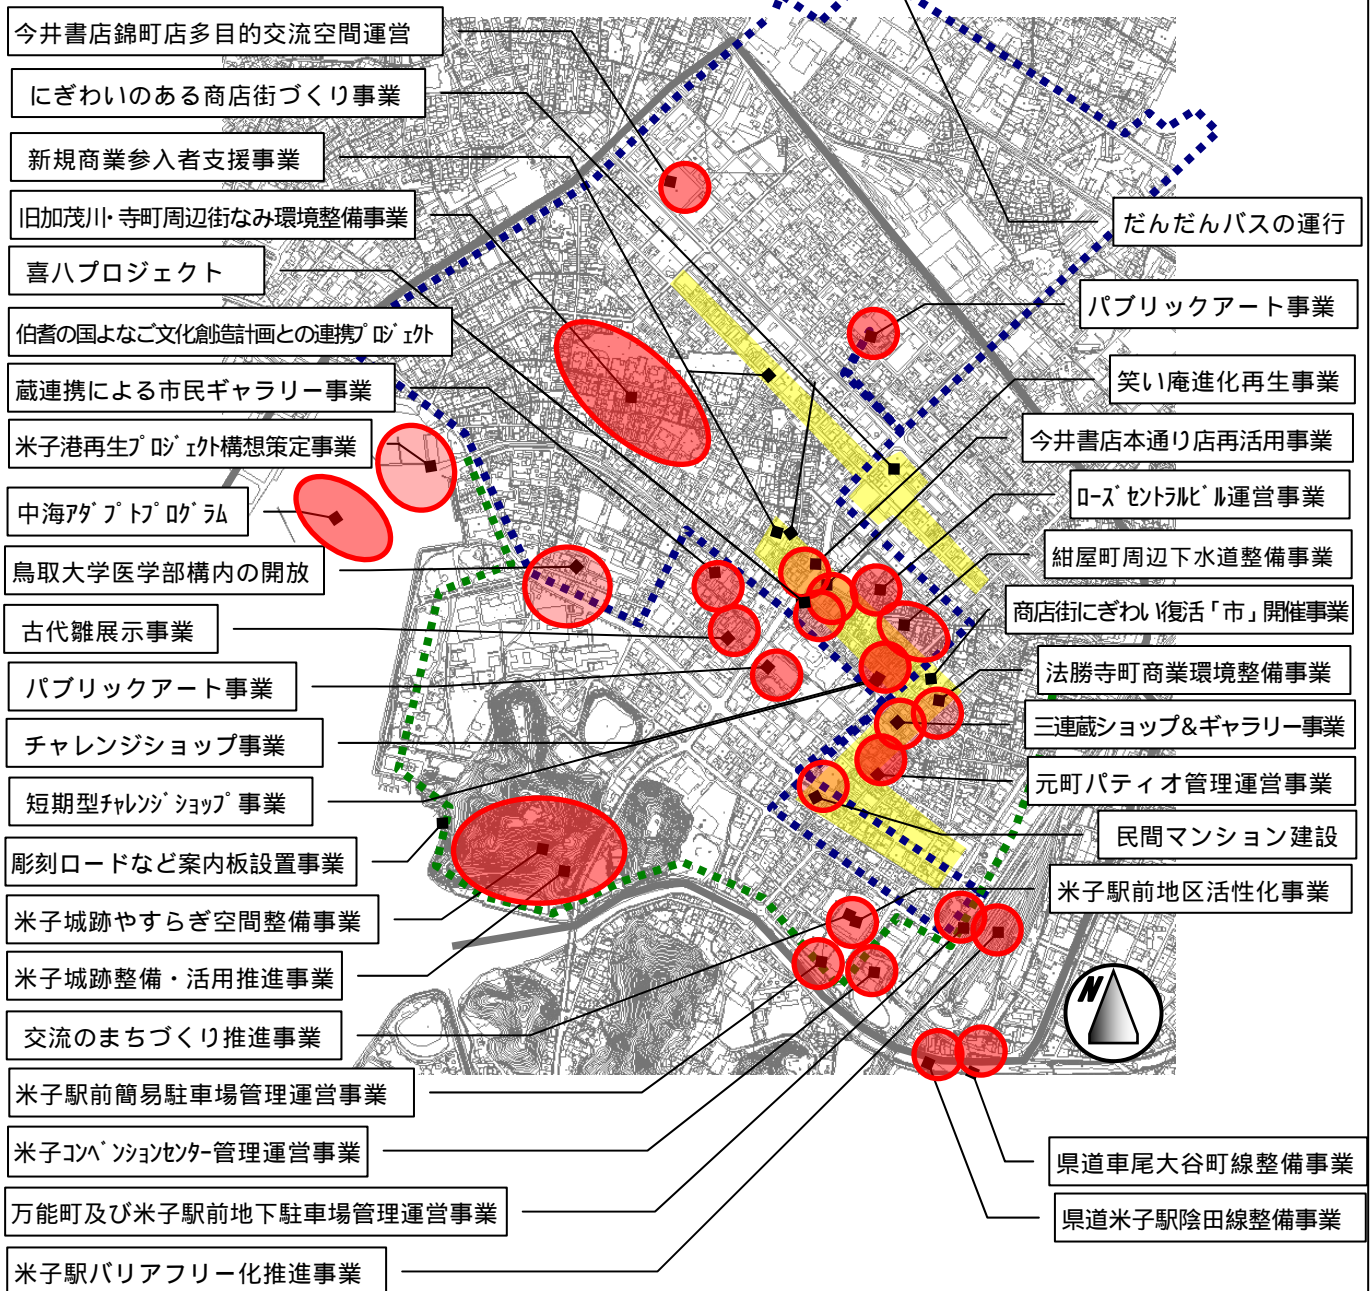 今井書店錦町店多目的交流空間運営
にぎわいのある商店街づくり事業
新規商業参入者支援事業
旧加茂川・寺町周辺街なみ環境整備事業
喜八プロジェクト
伯耆の国よなご文化創造計画との連携プロジェクト
蔵連携による市民ギャラリー事業
米子港再生プロジェクト構想策定事業
中海アダプトプログラム
鳥取大学医学部構内の開放
古代雛展示事業
パブリックアート事業
チャレンジショップ事業
短期型チャレンジショップ事業
彫刻ロードなど案内板設置事業
米子城跡やすらぎ空間整備事業
米子城跡整備・活用推進事業
交流のまちづくり推進事業
米子駅前簡易駐車場管理運営事業
米子コンベンションセンター管理運営事業
万能町及び米子駅前地下駐車場管理運営事業
米子駅バリアフリー化推進事業
だんだんバスの運行
パブリックアート事業
笑い庵進化再生事業
今井書店本通り店再活用事業
ローズセントラルビル運営事業
紺屋町周辺下水道整備事業
商店街にぎわい復活「市」開催事業
法勝寺町商業環境整備事業
三連蔵ショップ&ギャラリー事業
元町パティオ管理運営事業
民間マンション建設
米子駅前地区活性化事業
N
県道車尾大谷町線整備事業
県道米子駅陰田線整備事業